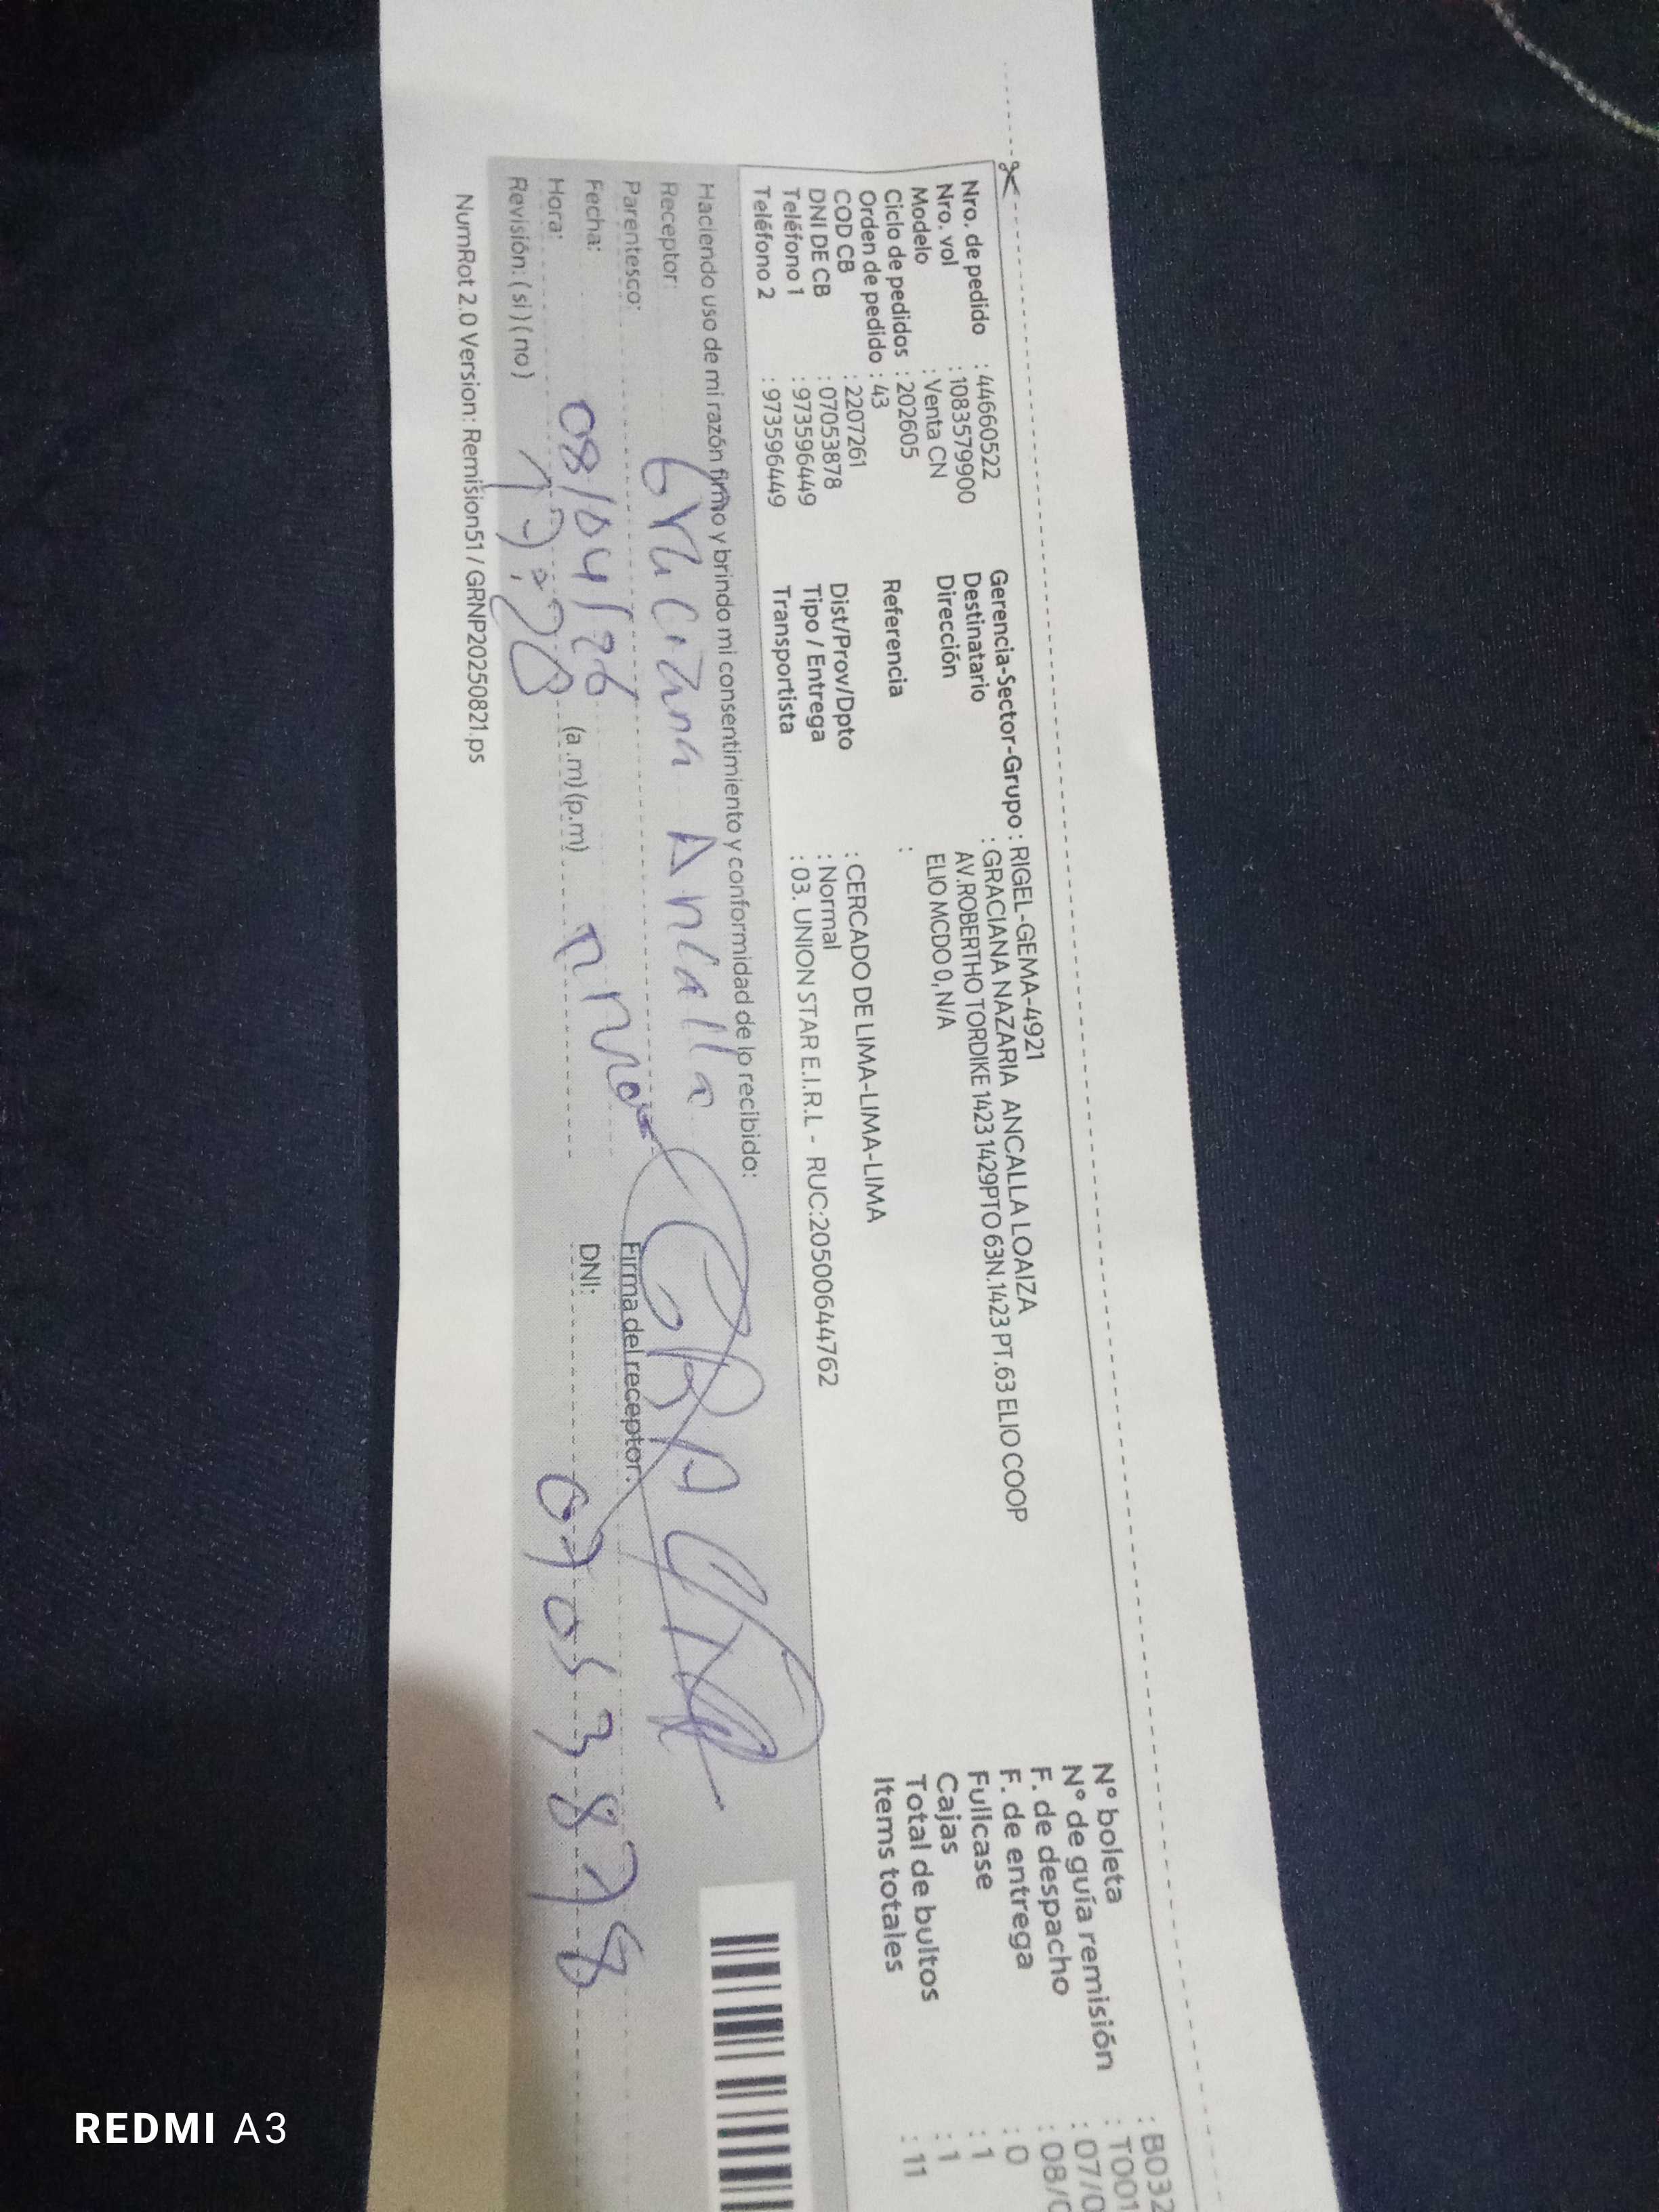 Nro. de pedido : 44660522
Nro. vol : 1083579900
Modelo : Venta CN
Ciclo de pedidos : 202605
Orden de pedido : 43
COD CB : 2207261
DNI DE CB : 07053878
Teléfono 1 : 973596449
Teléfono 2 : 973596449
Gerencia-Sector-Grupo : RIGEL-GEMA-4921
Destinatario : GRACIANA NAZARIA ANCALLA LOAIZA
Dirección AV.ROBERTHO TORDIKE 1423 1429PTO 63N.1423 PT.63 ELIO COOP
ELIO MCDO 0, N/A
Referencia :
Dist/Prov/Dpto : CERCADO DE LIMA-LIMA-LIMA
Tipo / Entrega : Normal
Transportista : 03. UNION STAR E.I.R.L - RUC:20500644762
N° boleta : B032
N° de guía remisión : T001
F. de despacho : 07/0
F. de entrega : 08/0
Fullcase : 0
Cajas : 1
Total de bultos : 1
Items totales : 11
Haciendo uso de mi razón firmo y brindo mi consentimiento y conformidad de lo recibido:
Receptor: Graciana Ancalla
Parentesco:
Firma del receptor:
Fecha: 08/04/26
DNI: 07053878
Hora: (a .m) (p.m)
Revisión: ( si ) ( no )
NumRot 2.0 Version: Remision51 / GRNP20250821.ps
REDMI A3